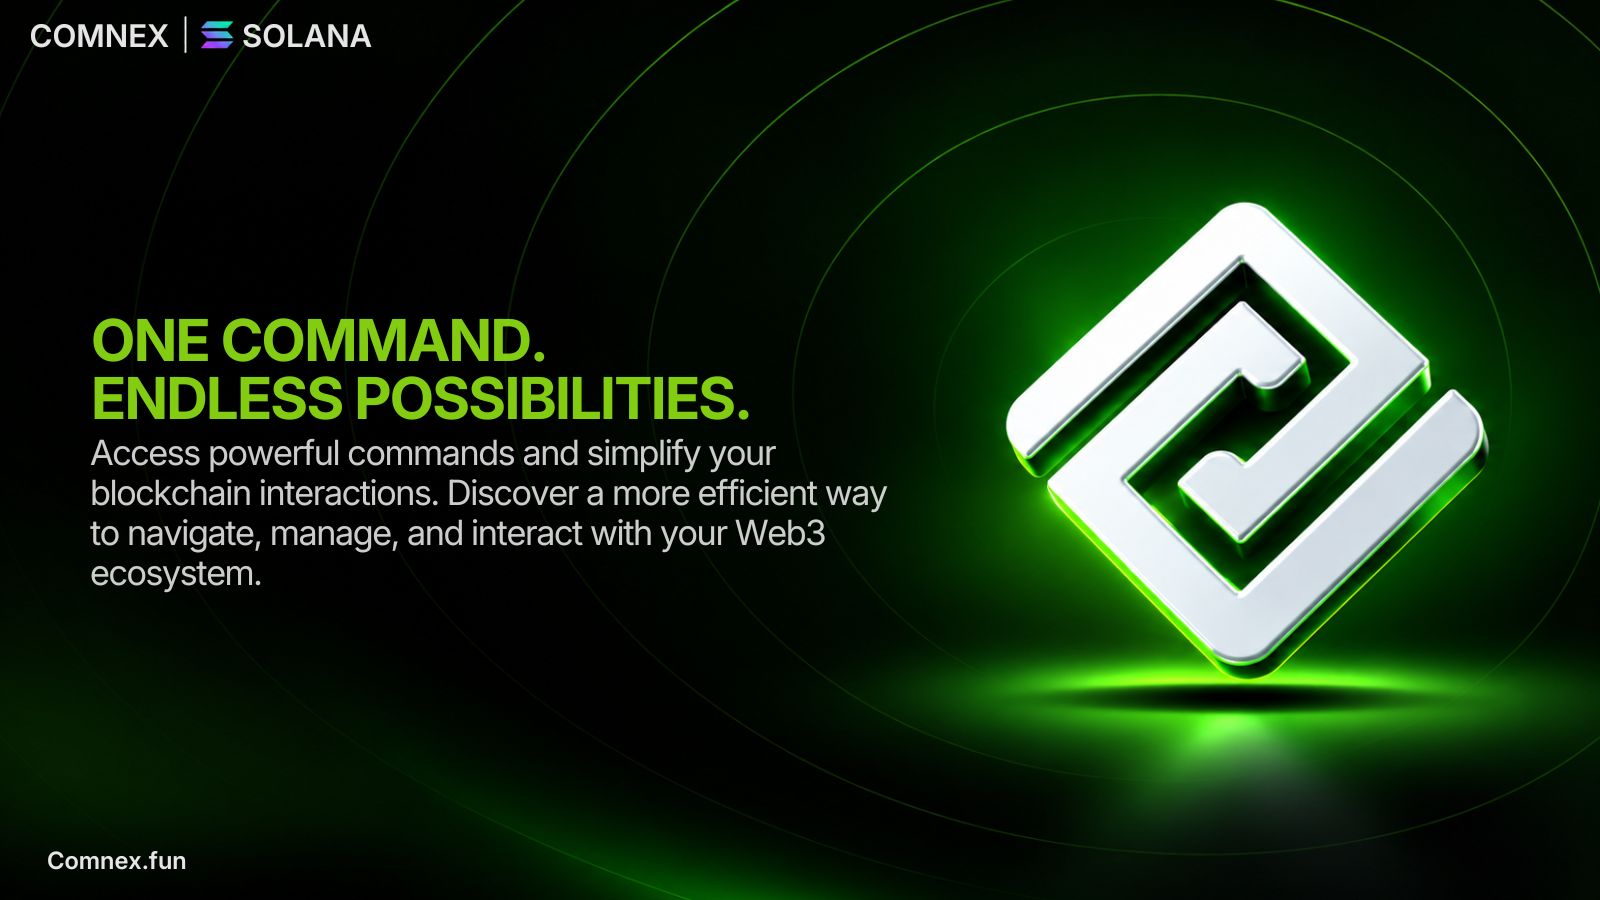 COMNEX | SOLANA
ONE COMMAND.
ENDLESS POSSIBILITIES.
Access powerful commands and simplify your
blockchain interactions. Discover a more efficient way
to navigate, manage, and interact with your Web3
ecosystem.
Comnex.fun